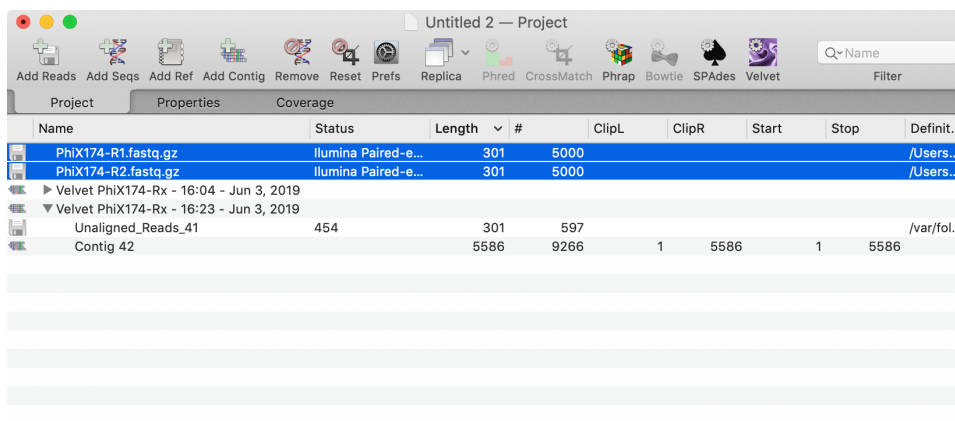 Untitled 2 — Project
Add Reads Add Seqs Add Ref Add Contig Remove Reset Prefs Replica Phred CrossMatch Phrap Bowtie SPAdes Velvet Name
Filter
Project Properties Coverage
Name Status Length # ClipL ClipR Start Stop Definit..
PhiX174-R1.fastq.gz Ilumina Paired-e... 301 5000 /Users..
PhiX174-R2.fastq.gz Ilumina Paired-e... 301 5000 /Users..
Velvet PhiX174-Rx - 16:04 - Jun 3, 2019
Velvet PhiX174-Rx - 16:23 - Jun 3, 2019
Unaligned_Reads_41 454 301 597 /var/fol.
Contig 42 5586 9266 1 5586 1 5586